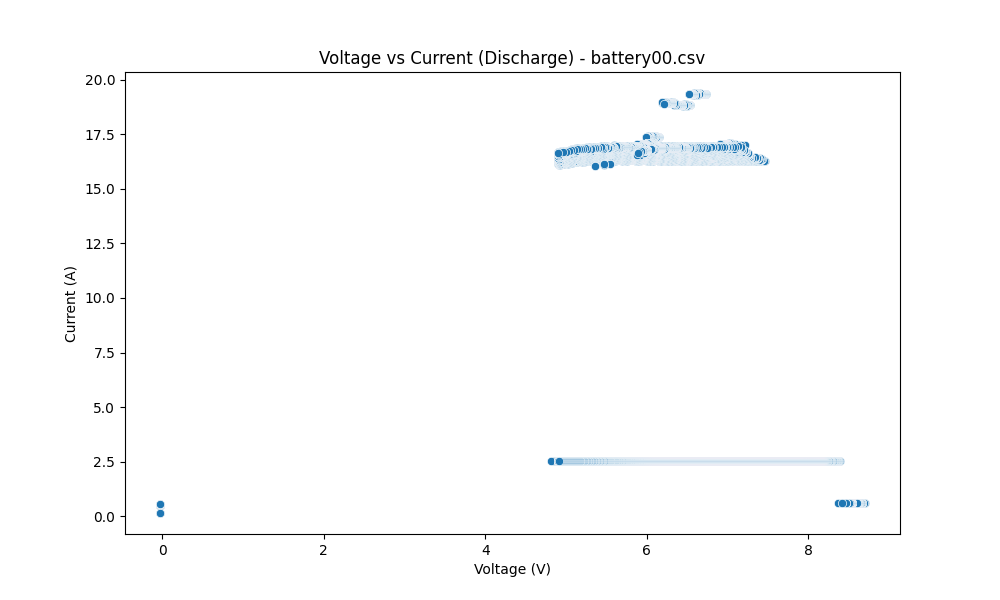 Voltage vs Current (Discharge) - battery00.csv
20.0
17.5
15.0
12.5
10.0
7.5
5.0
2.5
0.0
Current (A)
0 2 4 6 8
Voltage (V)